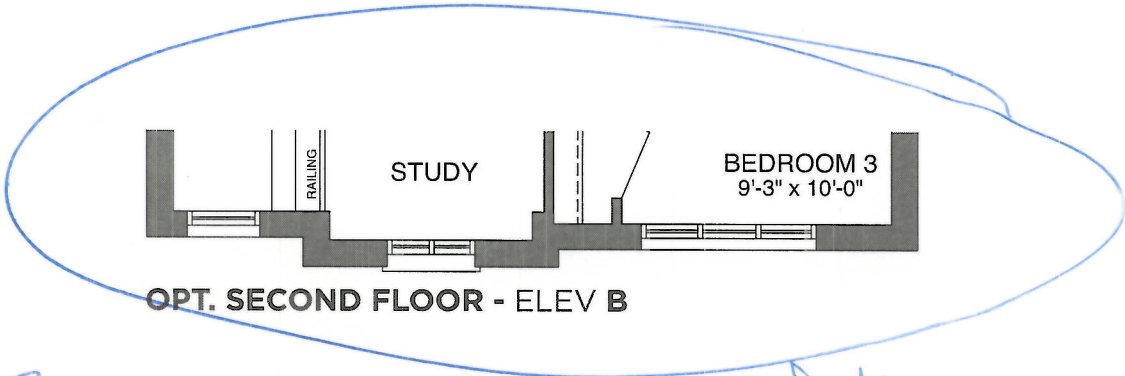 RAILING
STUDY
BEDROOM 3
9'-3" x 10'-0"
OPT. SECOND FLOOR - ELEV B